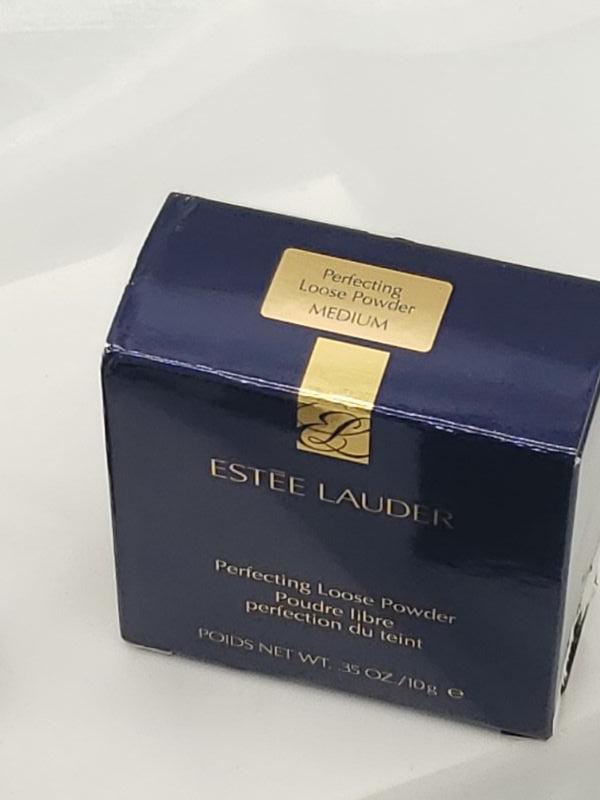 Perfecting
Loose Powder
MEDIUM
EL
ESTĒE LAUDER
Perfecting Loose Powder
Poudre libre
perfection du teint
POIDS NET WT. .35 OZ./10g e